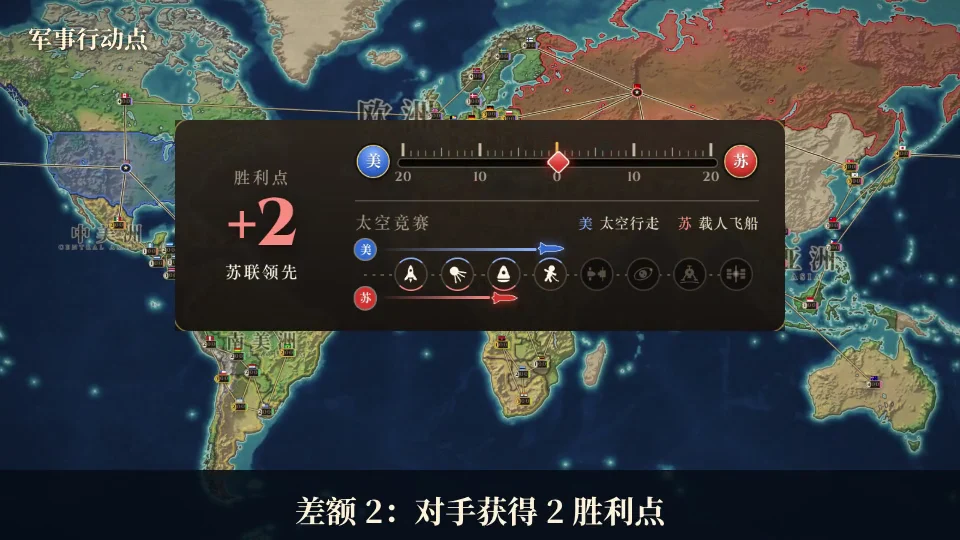 军事行动点
欧洲
美
苏
20 10 0 10 20
胜利点
+2
苏联领先
太空竞赛
美 太空行走 苏 载人飞船
美
苏
中美洲
亚洲
南美洲
差额 2：对手获得 2 胜利点